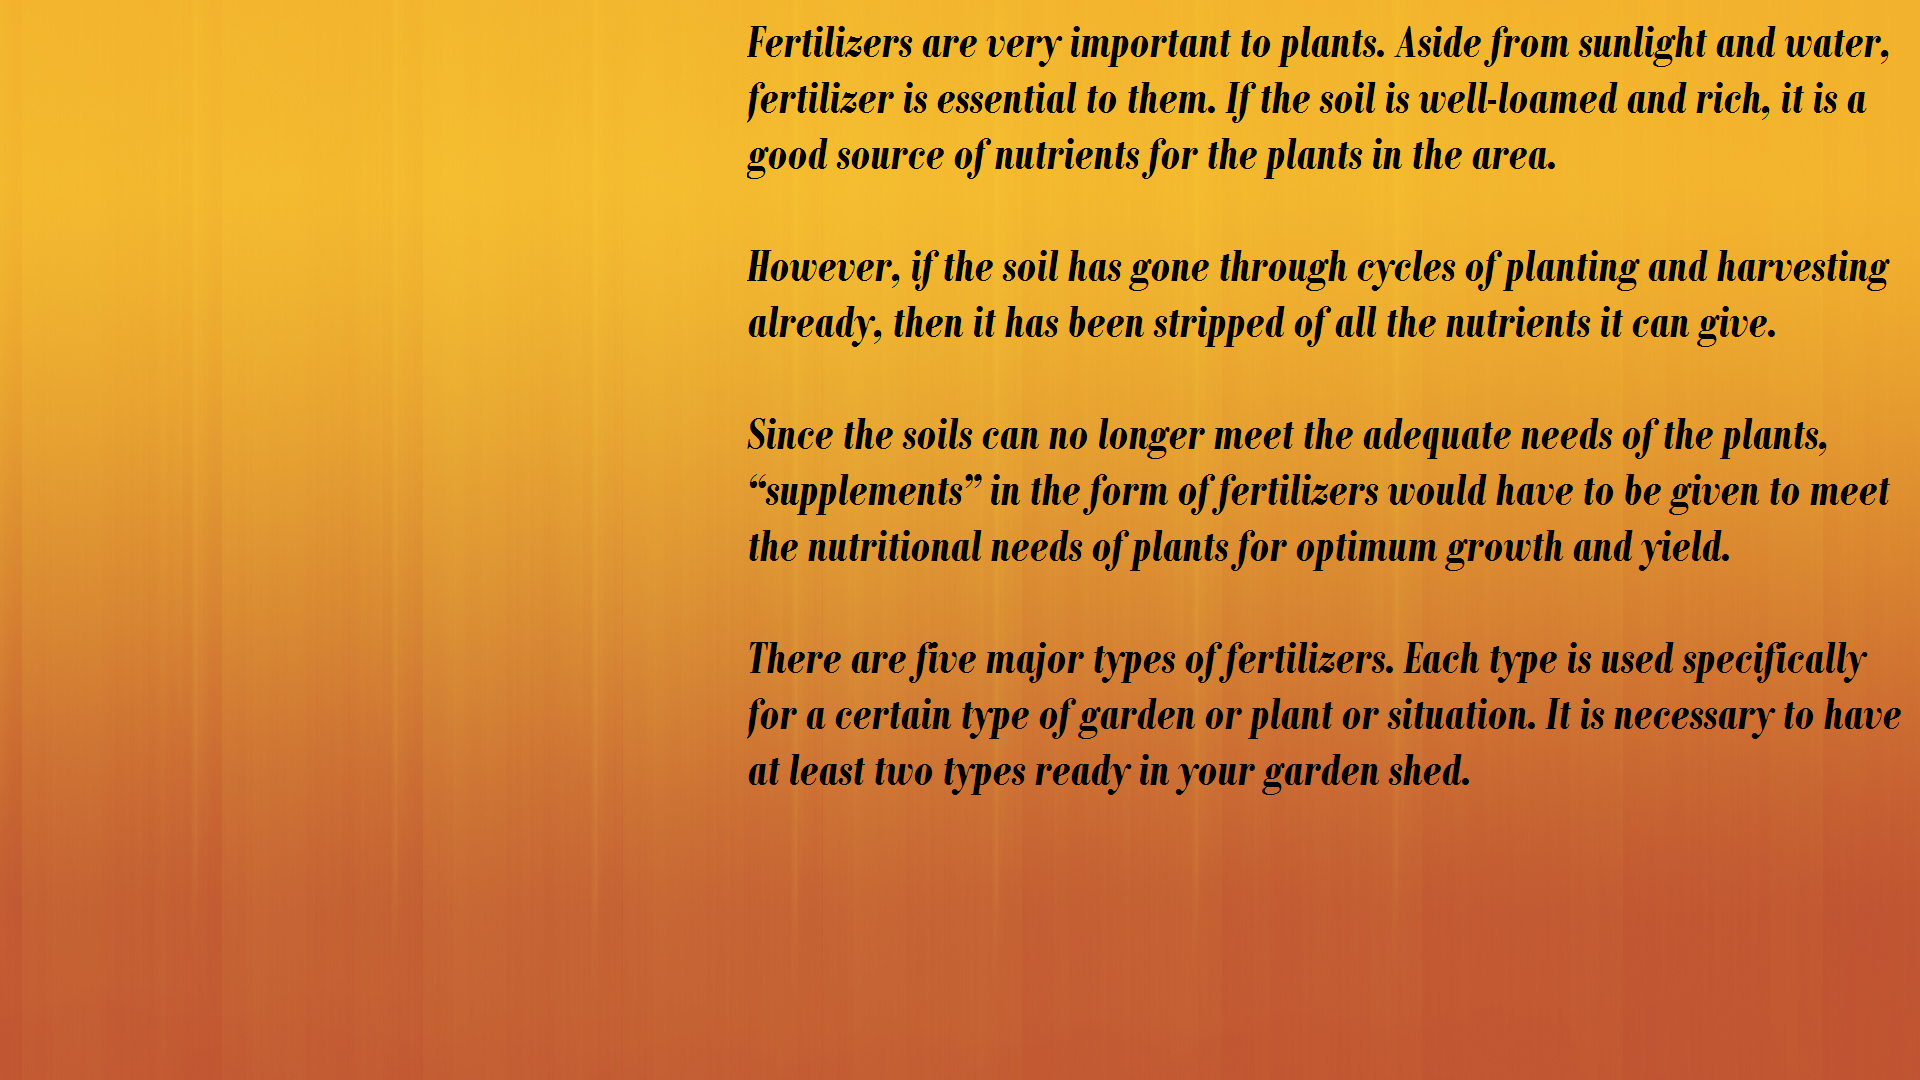 Fertilizers are very important to plants. Aside from sunlight and water,
fertilizer is essential to them. If the soil is well-loamed and rich, it is a
good source of nutrients for the plants in the area.
However, if the soil has gone through cycles of planting and harvesting
already, then it has been stripped of all the nutrients it can give.
Since the soils can no longer meet the adequate needs of the plants,
“supplements” in the form of fertilizers would have to be given to meet
the nutritional needs of plants for optimum growth and yield.
There are five major types of fertilizers. Each type is used specifically
for a certain type of garden or plant or situation. It is necessary to have
at least two types ready in your garden shed.